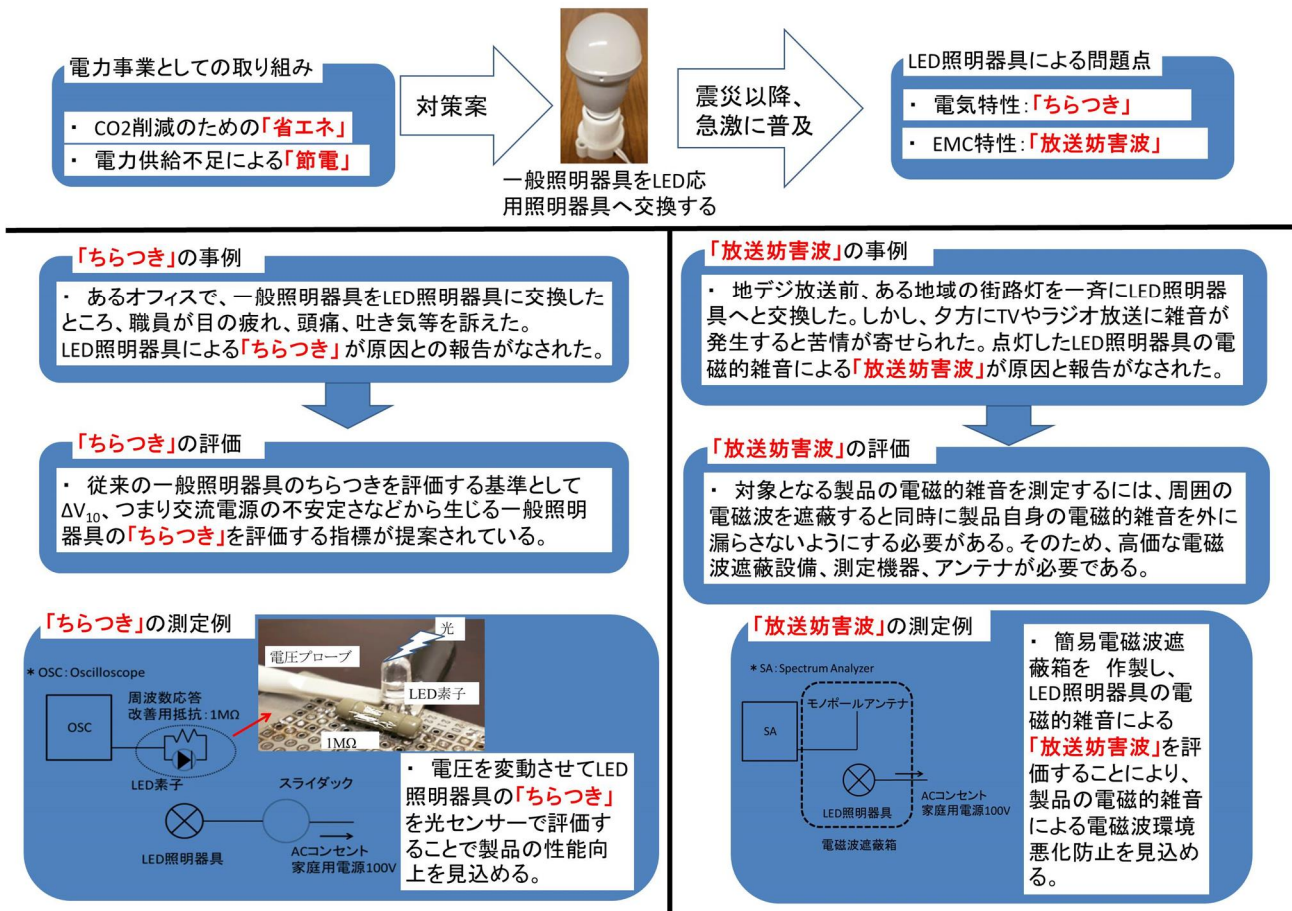 電力事業としての取り組み
・ CO2削減のための「省エネ」
・ 電力供給不足による「節電」
対策案
一般照明器具をLED応
用照明器具へ交換する
震災以降、
急激に普及
LED照明器具による問題点
・ 電気特性：「ちらつき」
・ EMC特性：「放送妨害波」
「ちらつき」の事例
・ あるオフィスで、一般照明器具をLED照明器具に交換した
ところ、職員が目の疲れ、頭痛、吐き気等を訴えた。
LED照明器具による「ちらつき」が原因との報告がなされた。
「ちらつき」の評価
・ 従来の一般照明器具のちらつきを評価する基準として
ΔV10、つまり交流電源の不安定さなどから生じる一般照明
器具の「ちらつき」を評価する指標が提案されている。
「ちらつき」の測定例
＊OSC：Oscilloscope
OSC
周波数応答
改善用抵抗：1MΩ
LED素子
光
電圧プローブ
LED素子
1MΩ
スライダック
LED照明器具
ACコンセント
家庭用電源100V
・ 電圧を変動させてLED
照明器具の「ちらつき」
を光センサーで評価す
ることで製品の性能向
上を見込める。
「放送妨害波」の事例
・ 地デジ放送前、ある地域の街路灯を一斉にLED照明器
具へと交換した。しかし、夕方にTVやラジオ放送に雑音が
発生すると苦情が寄せられた。点灯したLED照明器具の電
磁的雑音による「放送妨害波」が原因と報告がなされた。
「放送妨害波」の評価
・ 対象となる製品の電磁的雑音を測定するには、周囲の
電磁波を遮蔽すると同時に製品自身の電磁的雑音を外に
漏らさないようにする必要がある。そのため、高価な電磁
波遮蔽設備、測定機器、アンテナが必要である。
「放送妨害波」の測定例
＊SA：Spectrum Analyzer
モノポールアンテナ
SA
LED照明器具
ACコンセント
家庭用電源100V
電磁波遮蔽箱
・ 簡易電磁波遮
蔽箱を 作製し、
LED照明器具の電
磁的雑音による
「放送妨害波」を評
価することにより、
製品の電磁的雑音
による電磁波環境
悪化防止を見込め
る。